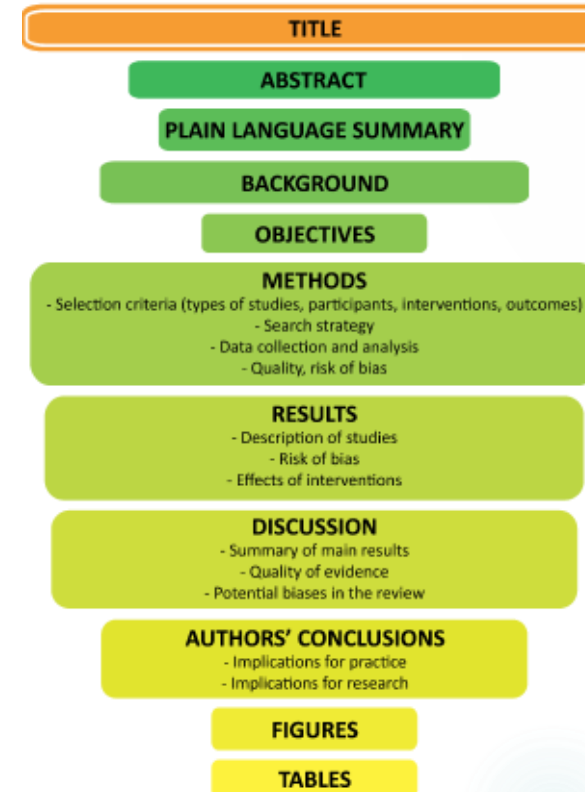 TITLE
ABSTRACT
PLAIN LANGUAGE SUMMARY
BACKGROUND
OBJECTIVES
METHODS
- Selection criteria (types of studies, participants, interventions, outcomes)
- Search strategy
- Data collection and analysis
- Quality, risk of bias
RESULTS
- Description of studies
- Risk of bias
- Effects of interventions
DISCUSSION
- Summary of main results
- Quality of evidence
- Potential biases in the review
AUTHORS’ CONCLUSIONS
- Implications for practice
- Implications for research
FIGURES
TABLES